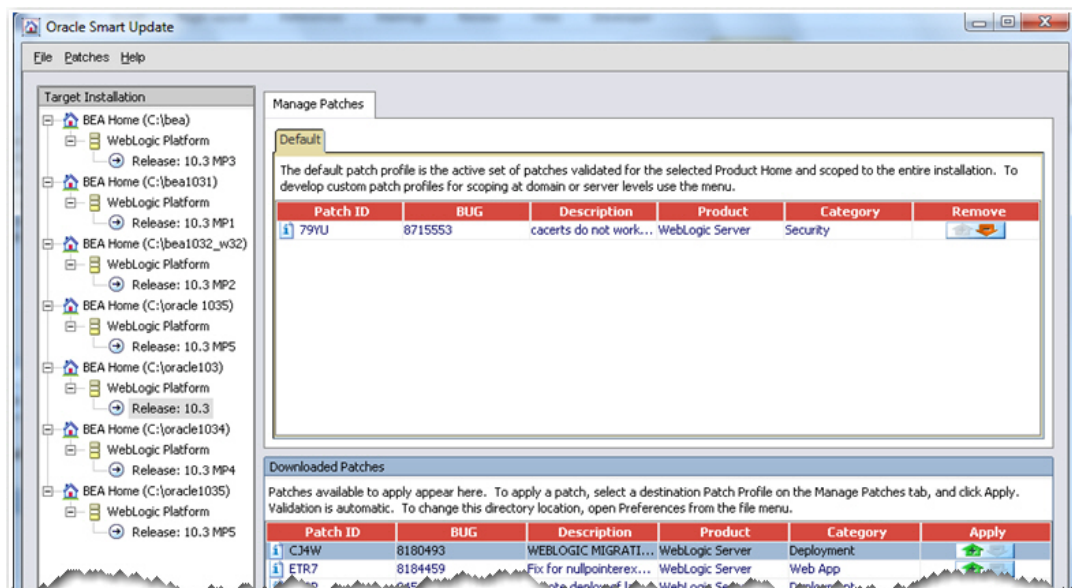 Oracle Smart Update
File Patches Help
Target Installation
BEA Home (C:\bea)
WebLogic Platform
Release: 10.3 MP3
BEA Home (C:\bea1031)
WebLogic Platform
Release: 10.3 MP1
BEA Home (C:\bea1032_w32)
WebLogic Platform
Release: 10.3 MP2
BEA Home (C:\oracle 1035)
WebLogic Platform
Release: 10.3 MP5
BEA Home (C:\oracle103)
WebLogic Platform
Release: 10.3
BEA Home (C:\oracle1034)
WebLogic Platform
Release: 10.3 MP4
BEA Home (C:\oracle1035)
WebLogic Platform
Release: 10.3 MP5
Manage Patches
Default
The default patch profile is the active set of patches validated for the selected Product Home and scoped to the entire installation. To
develop custom patch profiles for scoping at domain or server levels use the menu.
Patch ID BUG Description Product Category Remove
79YU 8715553 cacerts do not work... WebLogic Server Security
Downloaded Patches
Patches available to apply appear here. To apply a patch, select a destination Patch Profile on the Manage Patches tab, and click Apply.
Validation is automatic. To change this directory location, open Preferences from the file menu.
Patch ID BUG Description Product Category Apply
CJ4W 8180493 WEBLOGIC MIGRATI... WebLogic Server Deployment
ETR7 8184459 Fix for nullpointerex... WebLogic Server Web App
WebLogic Server